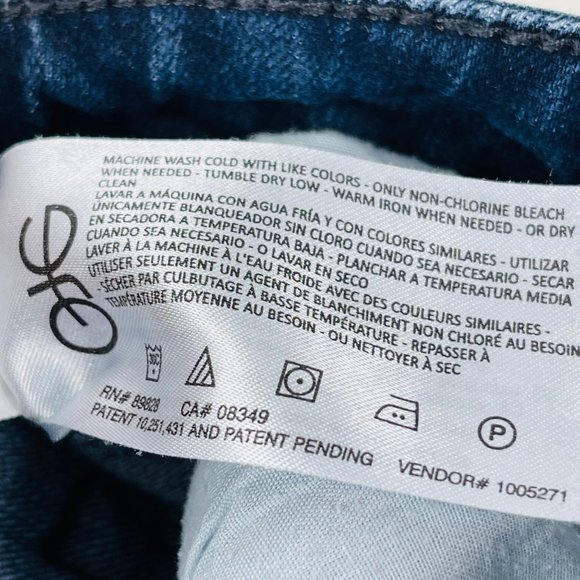 MACHINE WASH COLD WITH LIKE COLORS - ONLY NON-CHLORINE BLEACH
WHEN NEEDED - TUMBLE DRY LOW - WARM IRON WHEN NEEDED - OR DRY
CLEAN
LAVAR A MÁQUINA CON AGUA FRÍA Y CON COLORES SIMILARES - UTILIZAR
ÚNICAMENTE BLANQUEADOR SIN CLORO CUANDO SEA NECESARIO - SECAR
EN SECADORA A TEMPERATURA BAJA - PLANCHAR A TEMPERATURA MEDIA
CUANDO SEA NECESARIO - O LAVAR EN SECO
LAVER À LA MACHINE À L'EAU FROIDE AVEC DES COULEURS SIMILAIRES -
UTILISER SEULEMENT UN AGENT DE BLANCHIMENT NON CHLORÉ AU BESOIN
- SÉCHER PAR CULBUTAGE À BASSE TEMPÉRATURE - REPASSER À
TEMPÉRATURE MOYENNE AU BESOIN - OU NETTOYER À SEC
30C
P
RN# 89828 CA# 08349
PATENT 10,251,431 AND PATENT PENDING
VENDOR# 1005271